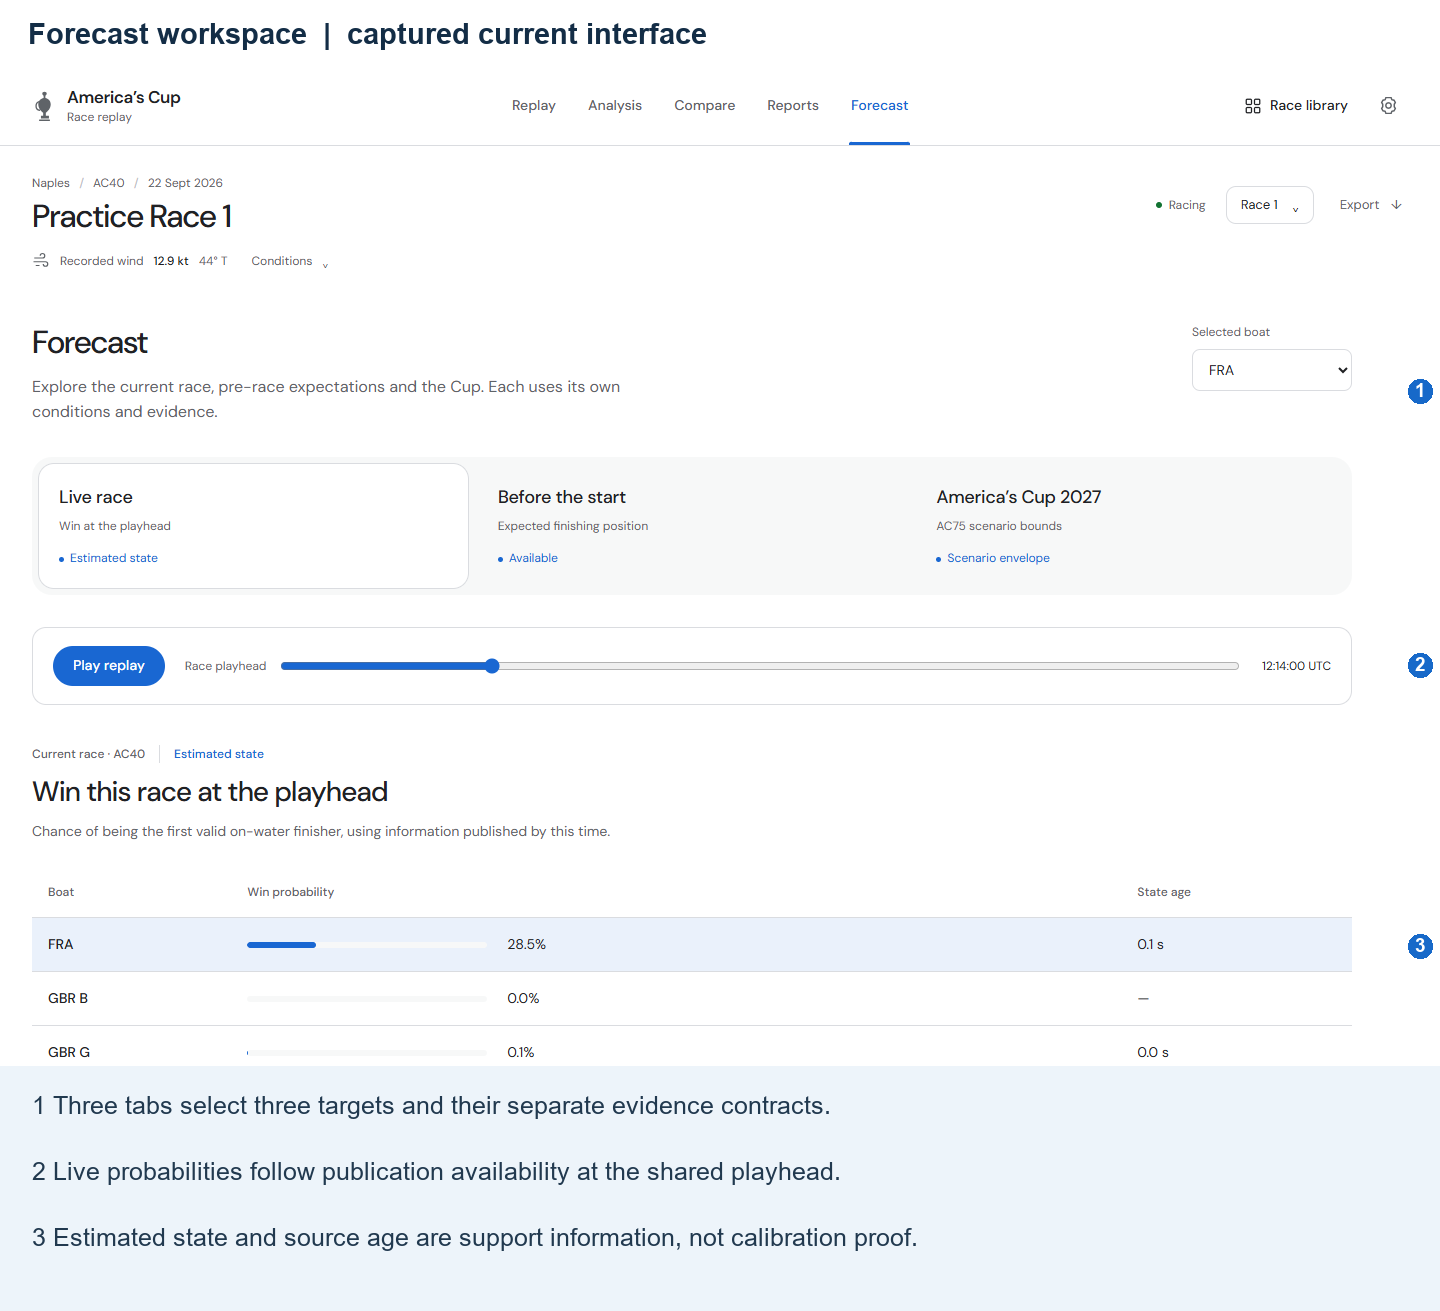 Forecast workspace | captured current interface
America’s Cup
Race replay
Replay Analysis Compare Reports Forecast
Race library
Naples / AC40 / 22 Sept 2026
Practice Race 1
Racing
Race 1
Export ↓
Recorded wind 12.9 kt 44° T Conditions
Forecast
Selected boat
FRA
Explore the current race, pre-race expectations and the Cup. Each uses its own
conditions and evidence.
1
Live race
Win at the playhead
Estimated state
Before the start
Expected finishing position
Available
America’s Cup 2027
AC75 scenario bounds
Scenario envelope
Play replay
Race playhead
12:14:00 UTC
2
Current race · AC40
Estimated state
Win this race at the playhead
Chance of being the first valid on-water finisher, using information published by this time.
Boat Win probability State age
FRA 28.5% 0.1 s
3
GBR B 0.0% —
GBR G 0.1% 0.0 s
1 Three tabs select three targets and their separate evidence contracts.
2 Live probabilities follow publication availability at the shared playhead.
3 Estimated state and source age are support information, not calibration proof.